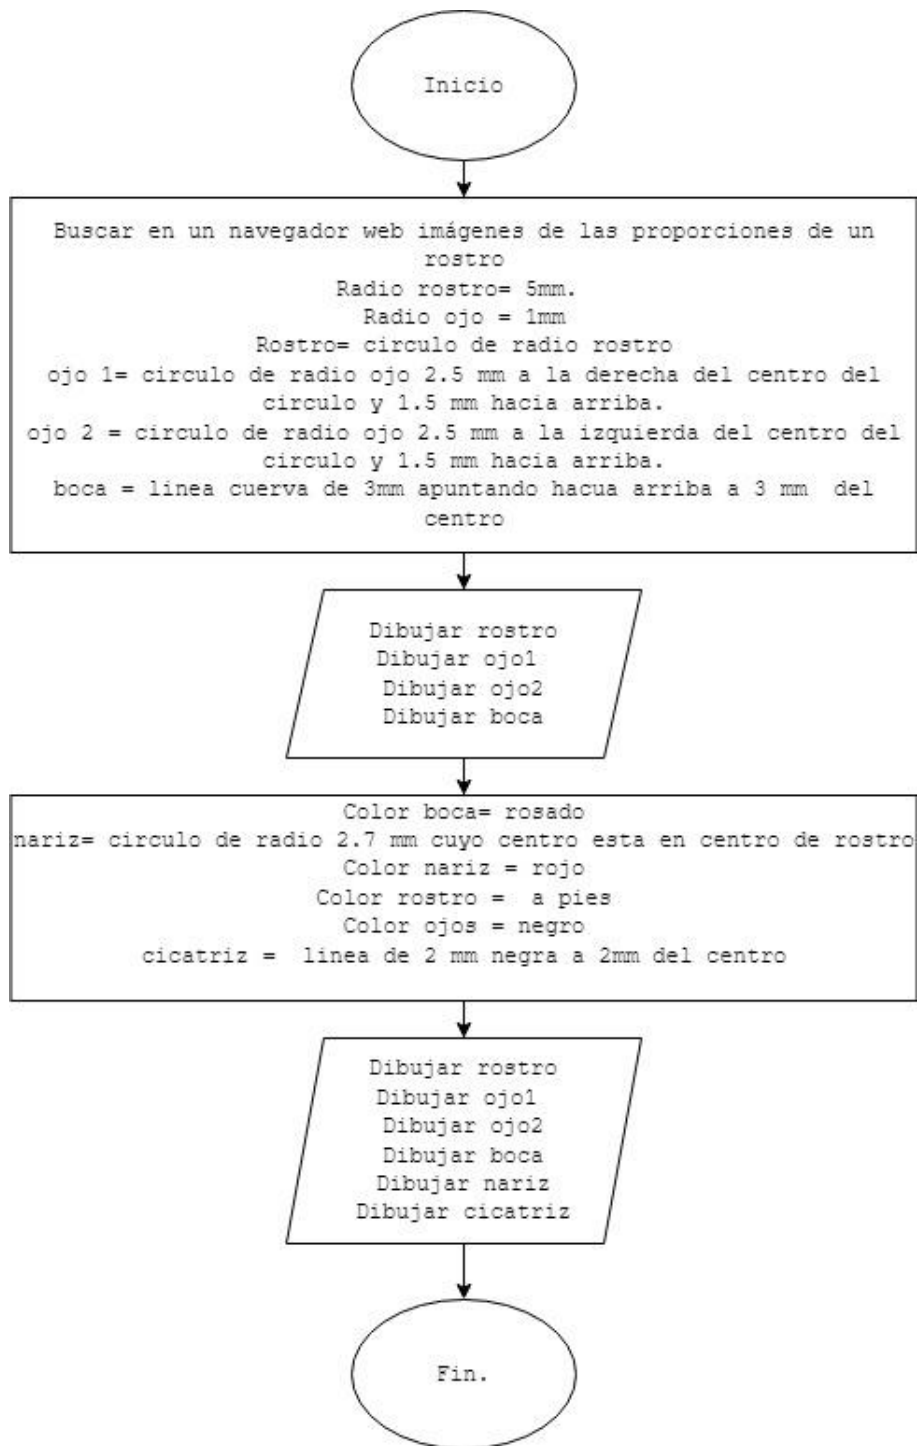 Inicio
Buscar en un navegador web imágenes de las proporciones de un
rostro
Radio rostro= 5mm.
Radio ojo = 1mm
Rostro= circulo de radio rostro
ojo 1= circulo de radio ojo 2.5 mm a la derecha del centro del
circulo y 1.5 mm hacia arriba.
ojo 2 = circulo de radio ojo 2.5 mm a la izquierda del centro del
circulo y 1.5 mm hacia arriba.
boca = linea cuerva de 3mm apuntando hacua arriba a 3 mm del
centro
Dibujar rostro
Dibujar ojo1
Dibujar ojo2
Dibujar boca
Color boca= rosado
nariz= circulo de radio 2.7 mm cuyo centro esta en centro de rostro
Color nariz = rojo
Color rostro = a pies
Color ojos = negro
cicatriz = linea de 2 mm negra a 2mm del centro
Dibujar rostro
Dibujar ojo1
Dibujar ojo2
Dibujar boca
Dibujar nariz
Dibujar cicatriz
Fin.